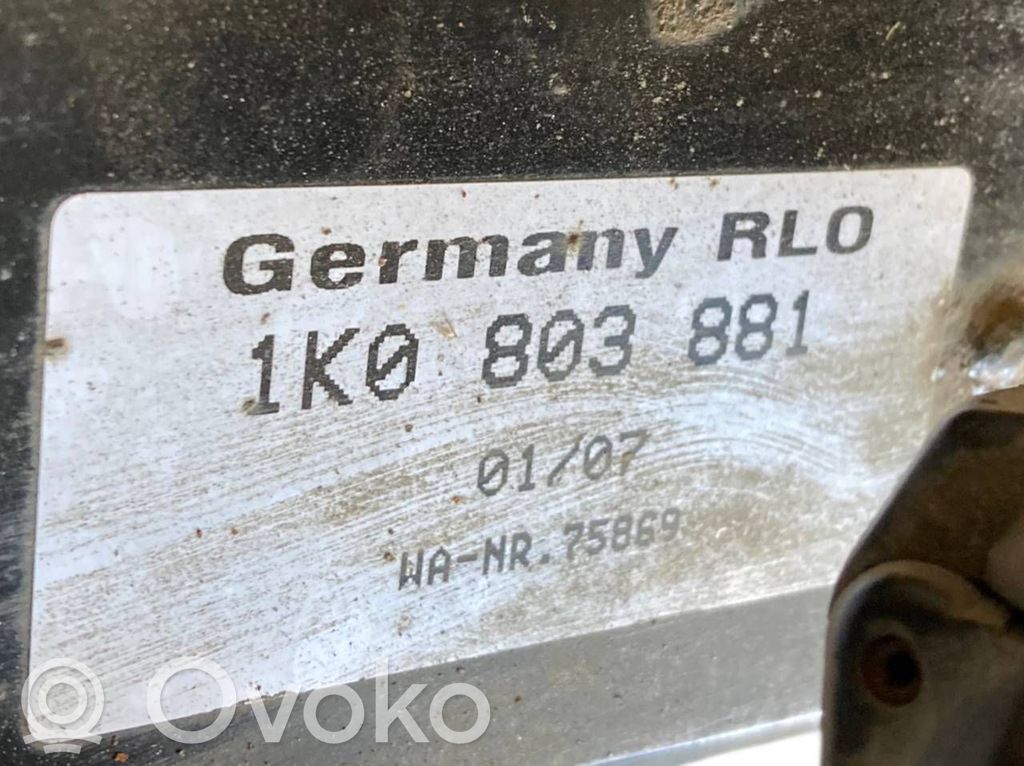 Germany RLO
1K0 803 881
01/07
WA-NR.75869
R Ovoko